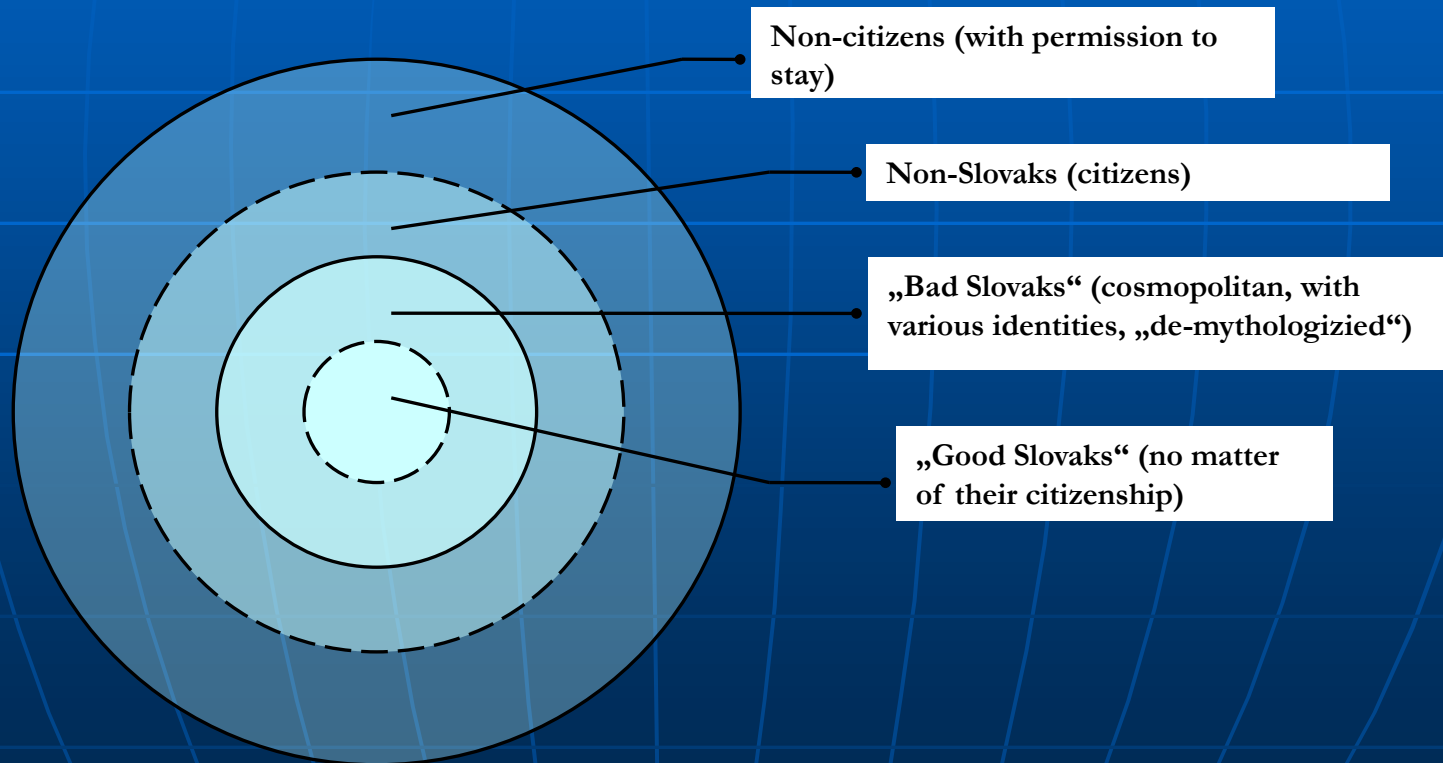 Non-citizens (with permission to
stay)
Non-Slovaks (citizens)
„Bad Slovaks“ (cosmopolitan, with
various identities, „de-mythologizied“)
„Good Slovaks“ (no matter
of their citizenship)